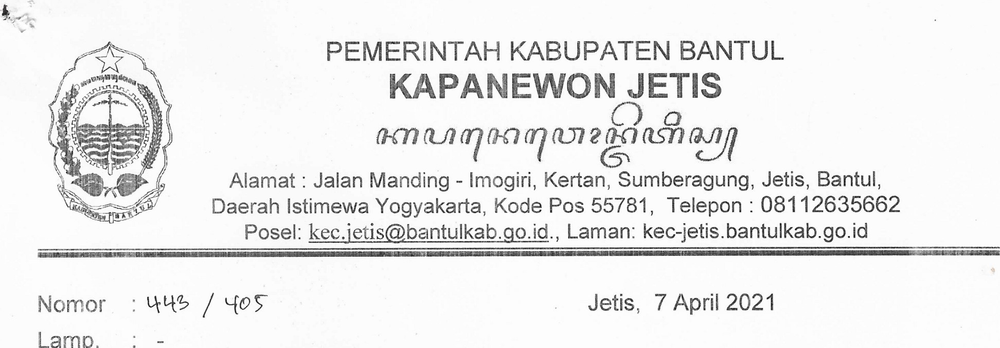 PEMERINTAH KABUPATEN BANTUL
KAPANEWON JETIS
ꦏꦥꦤꦺꦮꦺꦴꦤ꧀ꦗꦼꦠꦶꦱ꧀
Alamat : Jalan Manding - Imogiri, Kertan, Sumberagung, Jetis, Bantul,
Daerah Istimewa Yogyakarta, Kode Pos 55781, Telepon : 08112635662
Posel: kec.jetis@bantulkab.go.id., Laman: kec-jetis.bantulkab.go.id
KABUPATEN BANTUL
Nomor : 443 / 405
Jetis, 7 April 2021
Lamp. : -